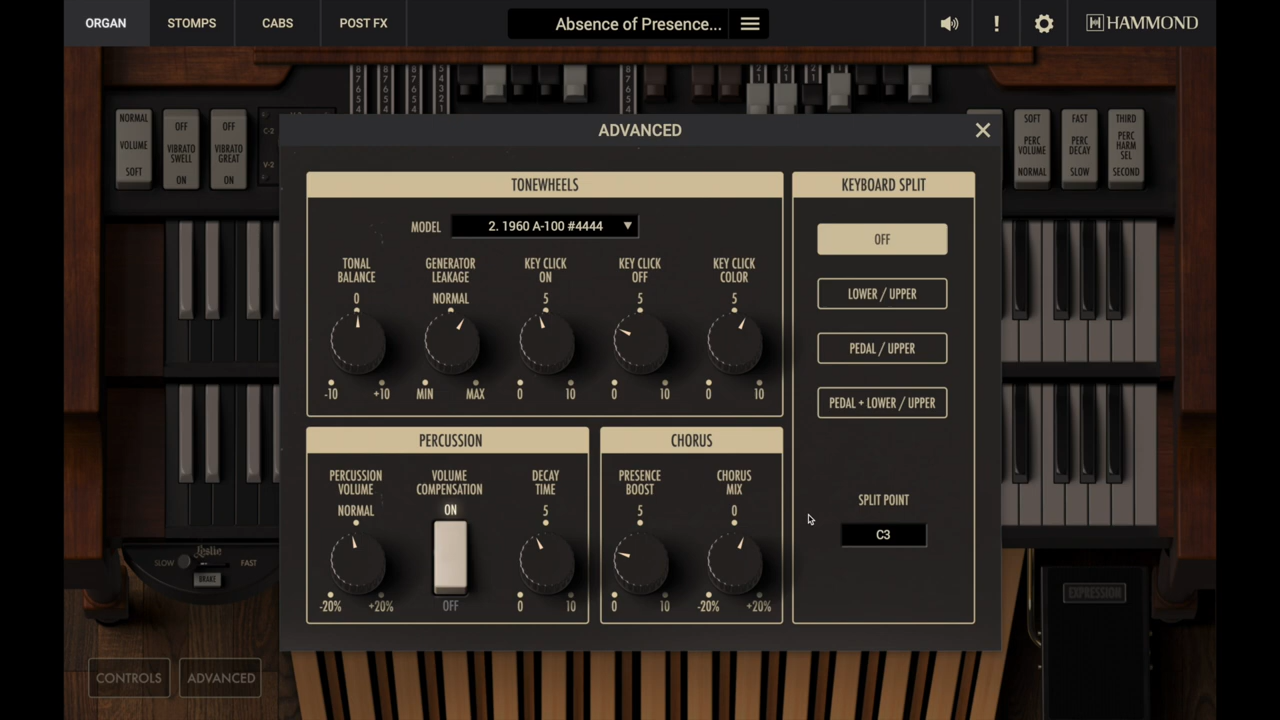 ORGAN
STOMPS
CABS
POST FX
Absence of Presence...
!
HAMMOND
NORMAL
VOLUME
SOFT
OFF
VIBRATO
SWELL
ON
OFF
VIBRATO
GREAT
ON
C-2
V-2
SOFT
PERC
VOLUME
NORMAL
FAST
PERC
DECAY
SLOW
THIRD
PERC
HARM
SEL
SECOND
ADVANCED
TONEWHEELS
MODEL
2. 1960 A-100 #4444
TONAL
BALANCE
0
-10
+10
GENERATOR
LEAKAGE
NORMAL
MIN
MAX
KEY CLICK
ON
5
0
10
KEY CLICK
OFF
5
0
10
KEY CLICK
COLOR
5
0
10
KEYBOARD SPLIT
OFF
LOWER / UPPER
PEDAL / UPPER
PEDAL + LOWER / UPPER
SPLIT POINT
C3
PERCUSSION
PERCUSSION
VOLUME
NORMAL
-20%
+20%
VOLUME
COMPENSATION
ON
OFF
DECAY
TIME
5
0
10
CHORUS
PRESENCE
BOOST
5
0
10
CHORUS
MIX
0
-20%
+20%
Leslie
SLOW
FAST
BRAKE
EXPRESSION
CONTROLS
ADVANCED